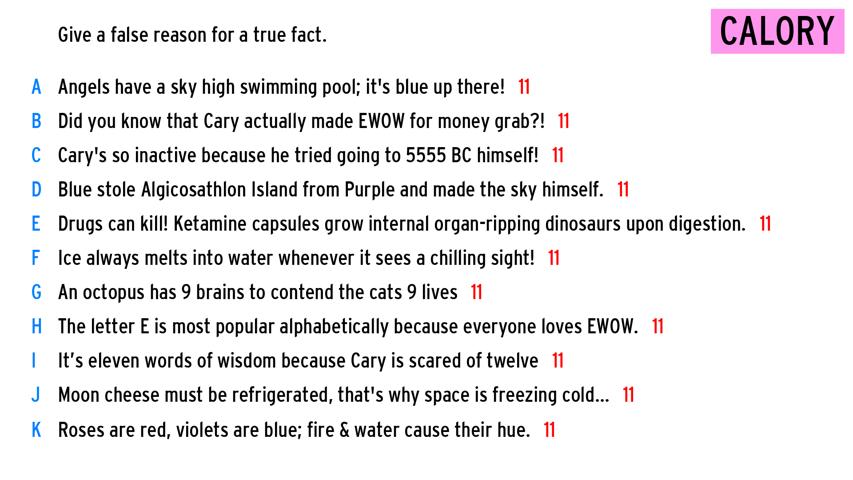 Give a false reason for a true fact.
CALORY
A Angels have a sky high swimming pool; it's blue up there! 11
B Did you know that Cary actually made EWOW for money grab?! 11
C Cary's so inactive because he tried going to 5555 BC himself! 11
D Blue stole Algicosathlon Island from Purple and made the sky himself. 11
E Drugs can kill! Ketamine capsules grow internal organ-ripping dinosaurs upon digestion. 11
F Ice always melts into water whenever it sees a chilling sight! 11
G An octopus has 9 brains to contend the cats 9 lives 11
H The letter E is most popular alphabetically because everyone loves EWOW. 11
I It’s eleven words of wisdom because Cary is scared of twelve 11
J Moon cheese must be refrigerated, that's why space is freezing cold... 11
K Roses are red, violets are blue; fire & water cause their hue. 11